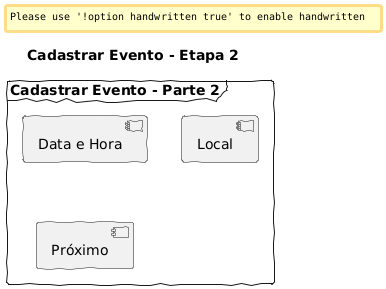 Please use '!option handwritten true' to enable handwritten
Cadastrar Evento - Etapa 2
Cadastrar Evento - Parte 2
Data e Hora
Local
Próximo